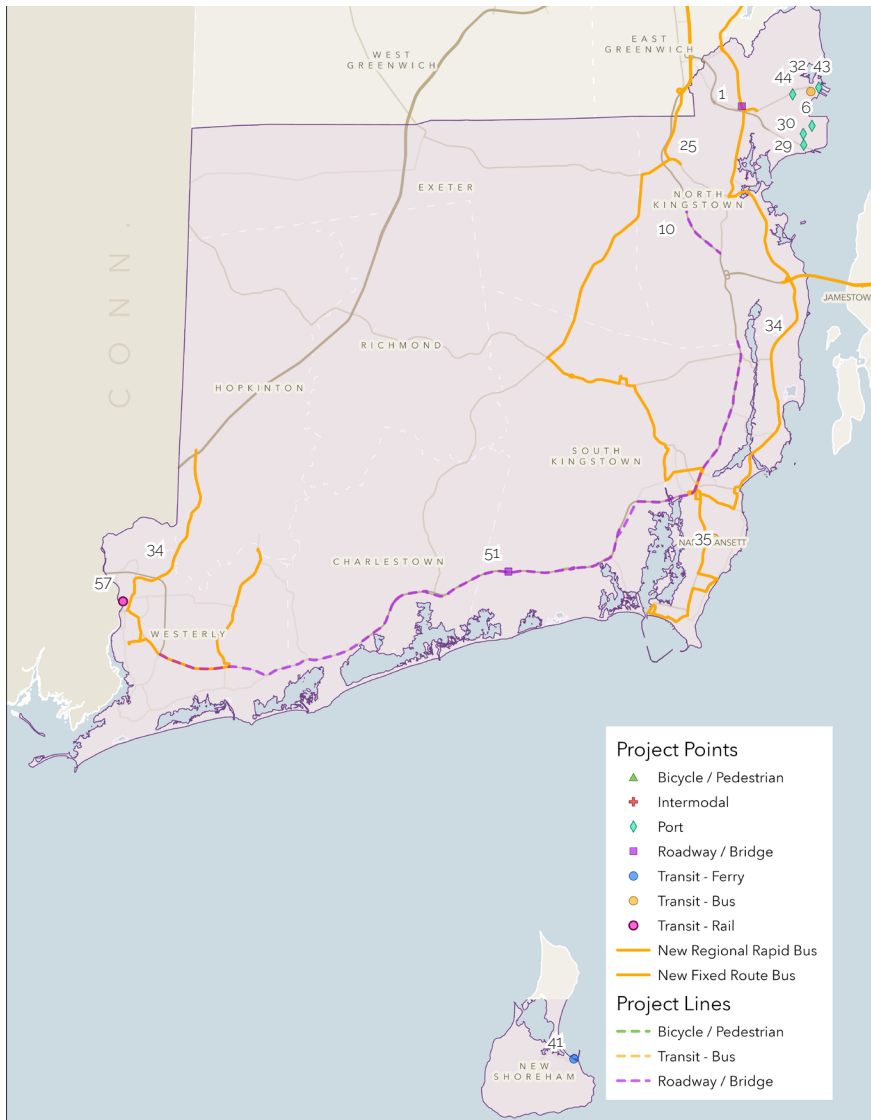 EAST
GREENWICH
WEST
GREENWICH
32 43
44
1
6
30
25
29
EXETER
NORTH
KINGSTOWN
10
CONN.
JAMESTOW
34
RICHMOND
HOPKINTON
SOUTH
KINGSTOWN
35
34
51
CHARLESTOWN
57
WESTERLY
Project Points
Bicycle / Pedestrian
Intermodal
Port
Roadway / Bridge
Transit - Ferry
Transit - Bus
Transit - Rail
New Regional Rapid Bus
New Fixed Route Bus
Project Lines
Bicycle / Pedestrian
Transit - Bus
Roadway / Bridge
41
NEW
SHOREHAM